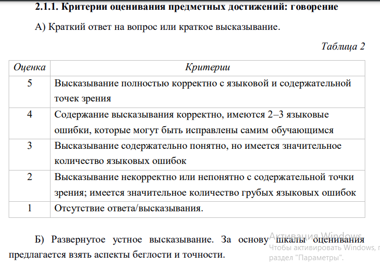 2.1.1. Критерии оценивания предметных достижений: говорение
А) Краткий ответ на вопрос или краткое высказывание.
Таблица 2
Оценка Критерии
5 Высказывание полностью корректно с языковой и содержательной
точек зрения
4 Содержание высказывания корректно, имеются 2–3 языковые
ошибки, которые могут быть исправлены самим обучающимся
3 Высказывание содержательно понятно, но имеется значительное
количество языковых ошибок
2 Высказывание некорректно или непонятно с содержательной точки
зрения; имеется значительное количество грубых языковых ошибок
1 Отсутствие ответа/высказывания.
Активация Windows
Б) Развернутое устное высказывание. За основу шкалы оценивания
Чтобы активировать Windows,
предлагается взять аспекты беглости и точности.
раздел "Параметры".